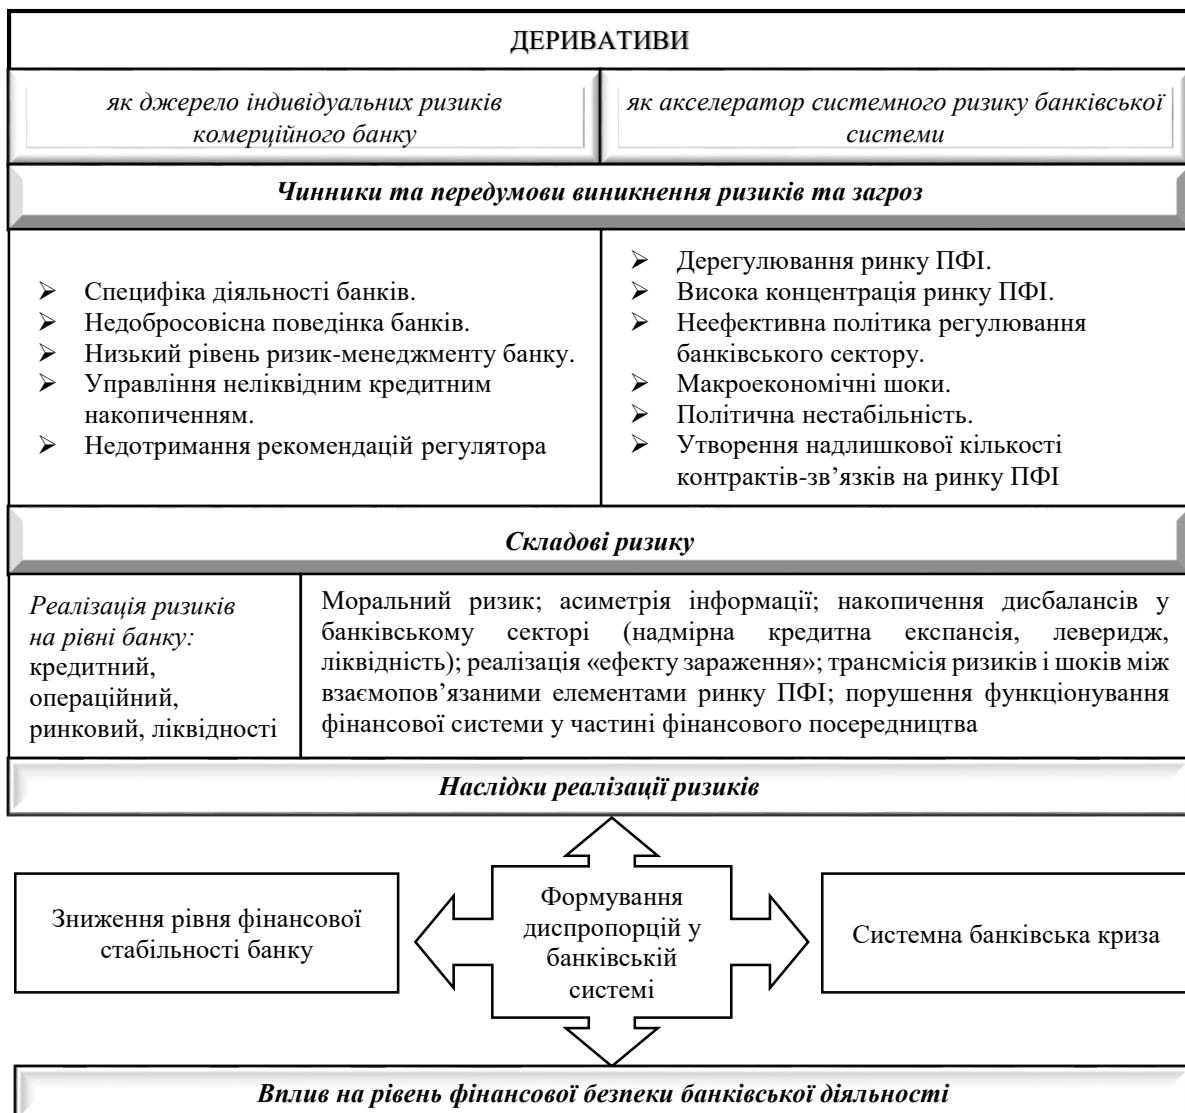 ДЕРИВАТИВИ
як джерело індивідуальних ризиків
комерційного банку
як акселератор системного ризику банківської
системи
Чинники та передумови виникнення ризиків та загроз
➢ Специфіка діяльності банків.
➢ Недобросовісна поведінка банків.
➢ Низький рівень ризик-менеджменту банку.
➢ Управління неліквідним кредитним
накопиченням.
➢ Недотримання рекомендацій регулятора
➢ Дерегулювання ринку ПФІ.
➢ Висока концентрація ринку ПФІ.
➢ Неефективна політика регулювання
банківського сектору.
➢ Макроекономічні шоки.
➢ Політична нестабільність.
➢ Утворення надлишкової кількості
контрактів-зв’язків на ринку ПФІ
Складові ризику
Реалізація ризиків
на рівні банку:
кредитний,
операційний,
ринковий, ліквідності
Моральний ризик; асиметрія інформації; накопичення дисбалансів у
банківському секторі (надмірна кредитна експансія, леверидж,
ліквідність); реалізація «ефекту зараження»; трансмісія ризиків і шоків між
взаємопов’язаними елементами ринку ПФІ; порушення функціонування
фінансової системи у частині фінансового посередництва
Наслідки реалізації ризиків
Зниження рівня фінансової
стабільності банку
Формування
диспропорцій у
банківській
системі
Системна банківська криза
Вплив на рівень фінансової безпеки банківської діяльності